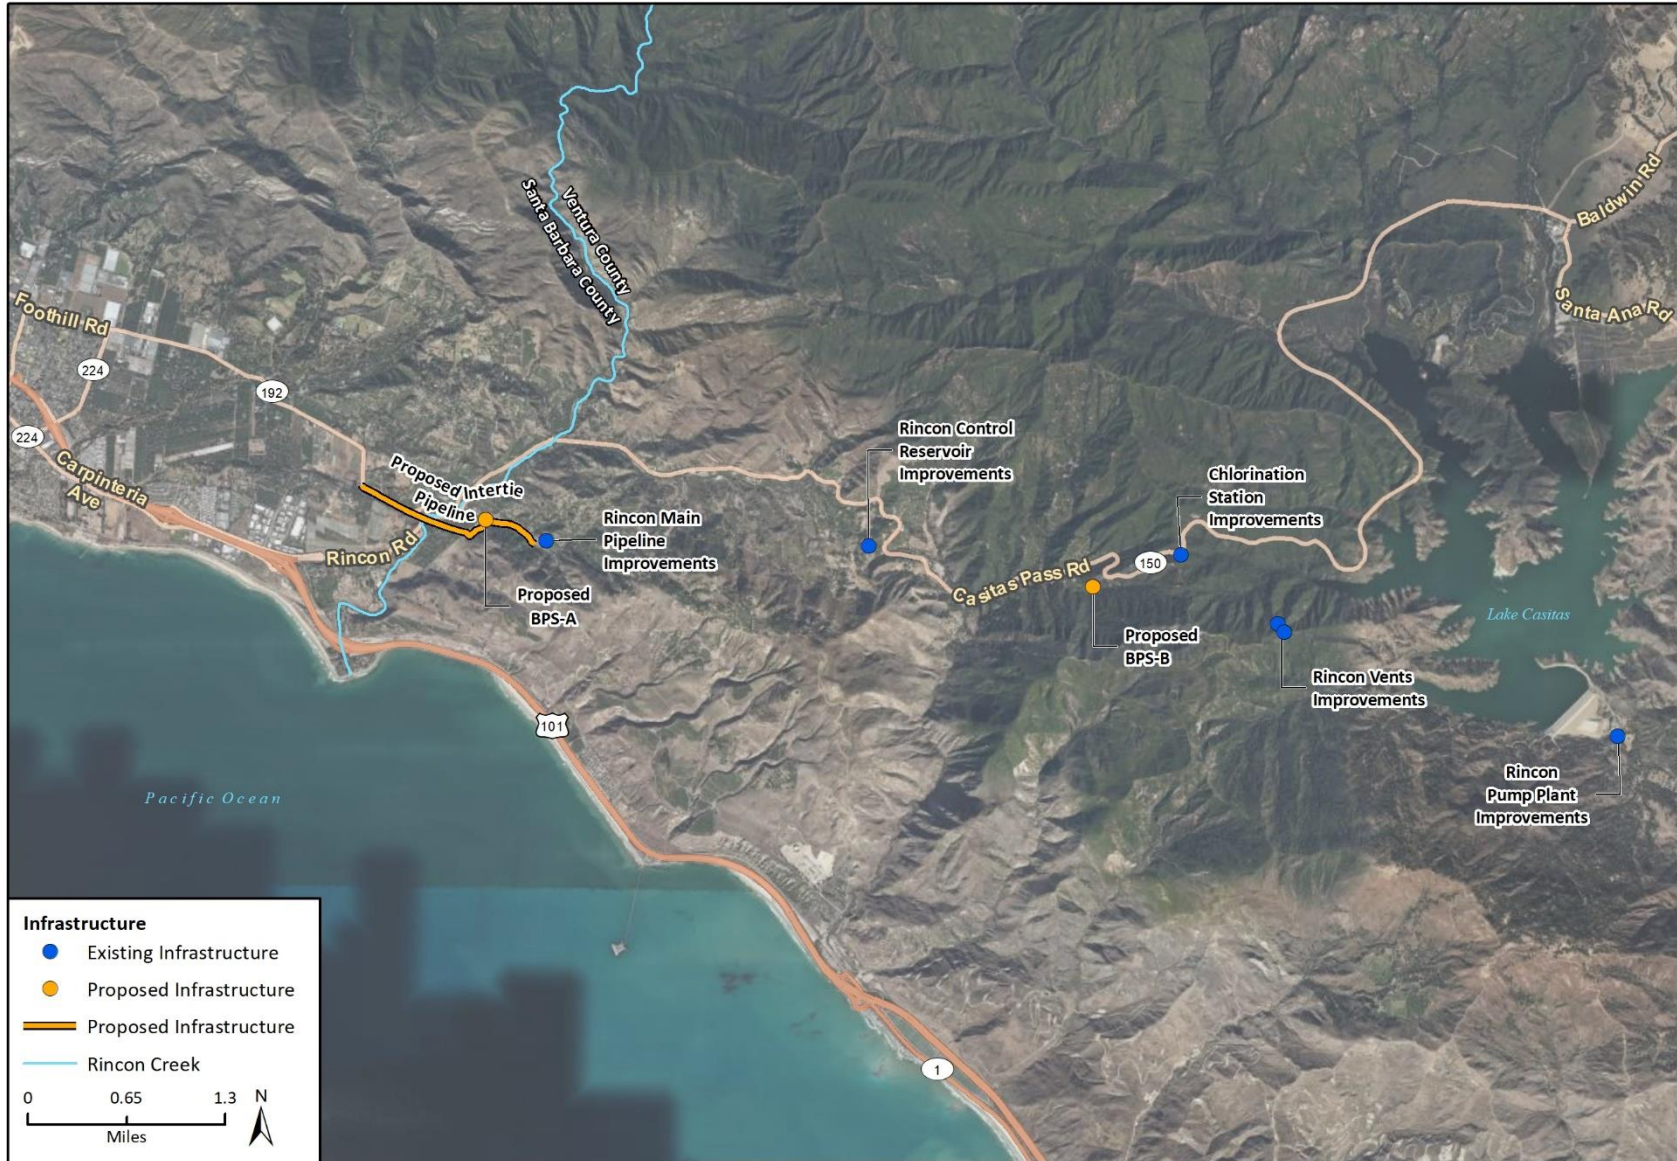 Ventura County
Santa Barbara County
Baldwin Rd
Santa Ana Rd
Foothill Rd
224
192
224
Carpinteria
Ave
Rincon Rd
Proposed Intertie
Pipeline
Rincon Main
Pipeline
Improvements
Proposed
BPS-A
Rincon Control
Reservoir
Improvements
Chlorination
Station
Improvements
Casitas Pass Rd
150
Proposed
BPS-B
Rincon Vents
Improvements
Lake Casitas
Rincon
Pump Plant
Improvements
101
Pacific Ocean
1
Infrastructure
Existing Infrastructure
Proposed Infrastructure
Proposed Infrastructure
Rincon Creek
0 0.65 1.3
Miles
N